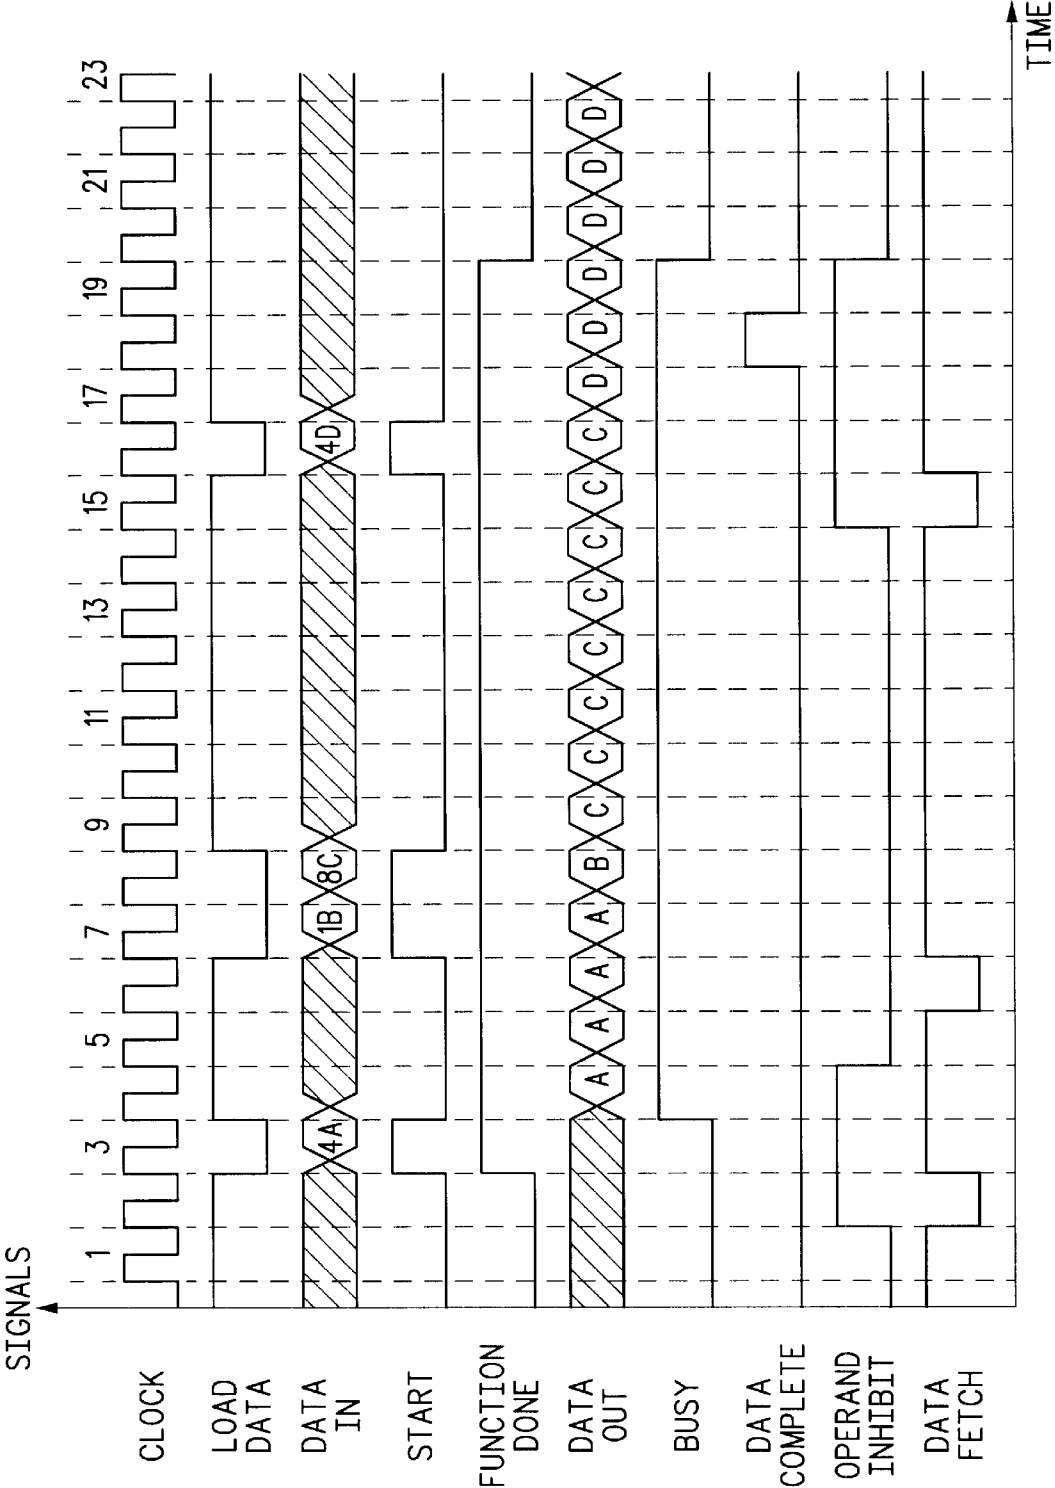 SIGNALS
1 3 5 7 9 11 13 15 17 19 21 23
CLOCK
LOAD
DATA
DATA
IN
4A 1B 8C 4D
START
FUNCTION
DONE
DATA
OUT
A A A A B C C C C C C C C D D D D D D
BUSY
DATA
COMPLETE
OPERAND
INHIBIT
DATA
FETCH
TIME